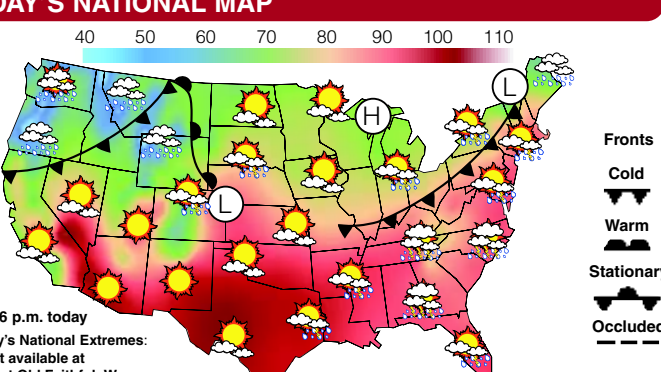 DAY'S NATIONAL MAP
40 50 60 70 80 90 100 110
L
H
L
Fronts
Cold
Warm
Stationary
Occluded
6 p.m. today
y's National Extremes:
t available at